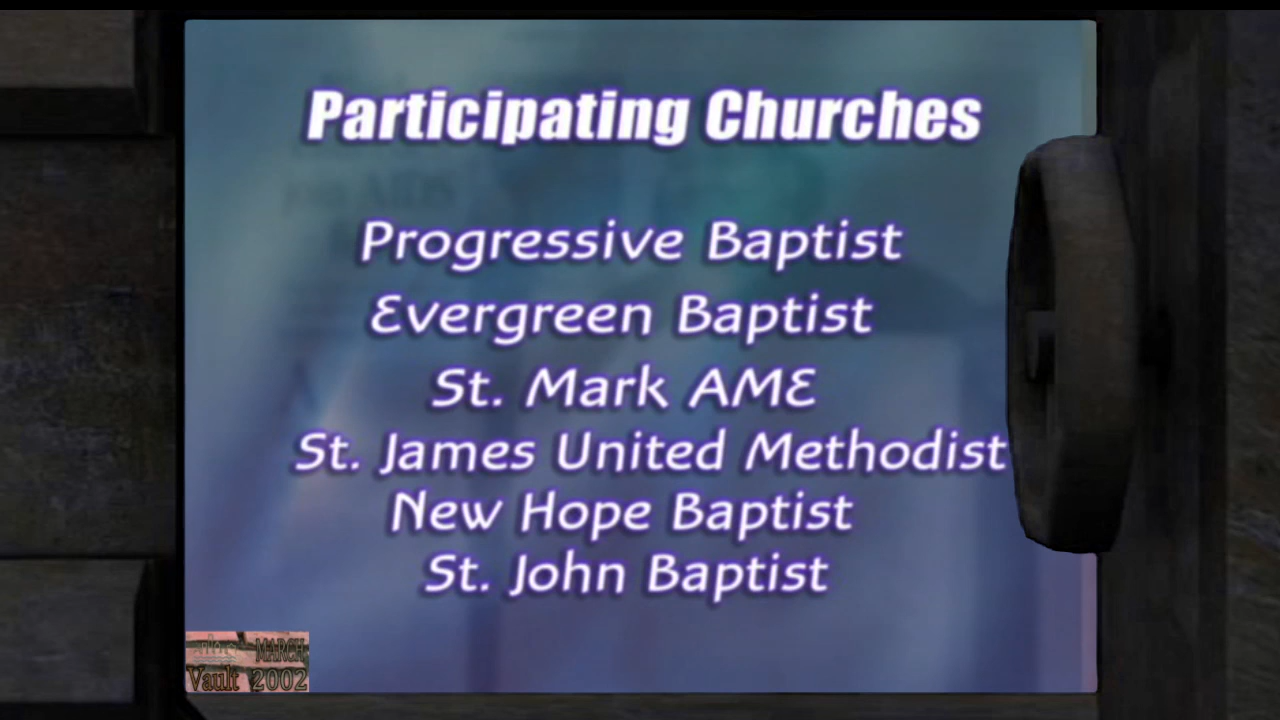 Participating Churches
Progressive Baptist
Evergreen Baptist
St. Mark AME
St. James United Methodist
New Hope Baptist
St. John Baptist
MARCH
Vault 2002